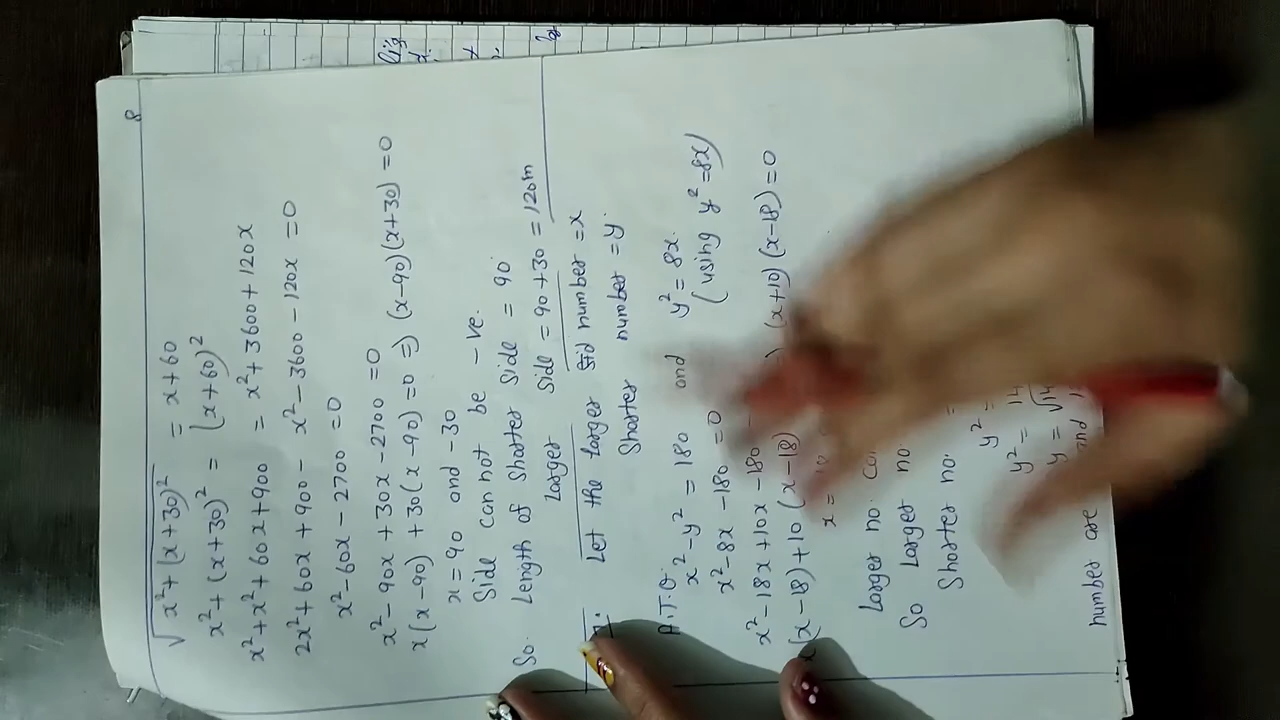 8
√x²+(x+30)² = x+60
x²+(x+30)² = (x+60)²
x²+x²+60x+900 = x²+3600+120x
2x²+60x+900- x²-3600-120x=0
x²-60x-2700=0
x²-90x+30x-2700=0
x(x-90)+30(x-90)=0 =) (x-90)(x+30)=0
x=90 and -30
Side can not be -ve.
So. Length of Shorter Side = 90
Larger Side = 90+30=120m
Let the larger number =x
Shorter number =y.
A.T.Q.
x²-y²=180 and y²=8x.
x²-8x-180=0 (using y²=8x)
x²-18x+10x-180
(x-18)+10(x-18) (x+10)(x-18)=0
x=
Larger no.
So Larger no.
Shorter no. =
y²=
y²=
y=
number are and